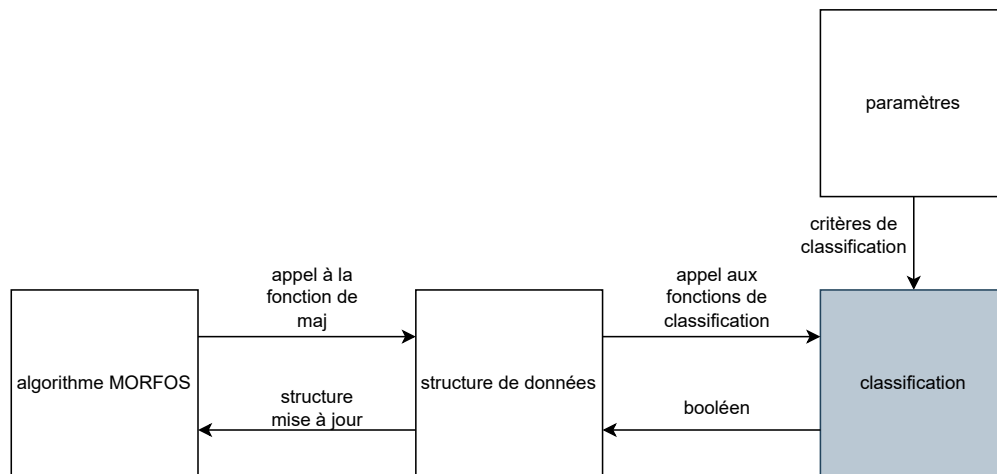 paramètres
critères de
classification
appel à la
fonction de
maj
appel aux
fonctions de
classification
algorithme MORFOS
structure de données
classification
structure
mise à jour
booléen